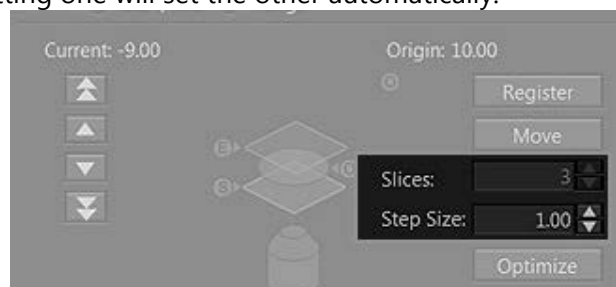 eting one will set the other automatically.
Current: -9.00
Origin: 10.00
Register
Move
E
O
S
Slices: 3
Step Size: 1.00
Optimize